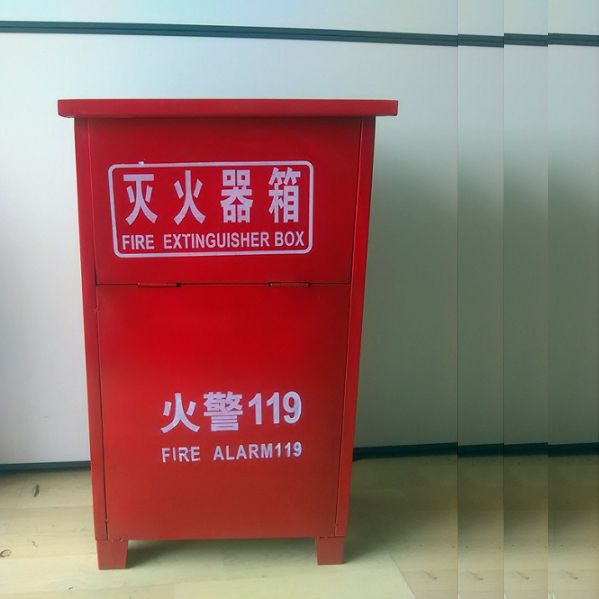 灭火器箱
FIRE EXTINGUISHER BOX
火警119
FIRE ALARM119